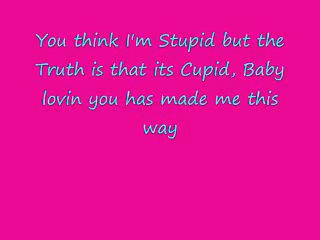 You think I'm Stupid but the
Truth is that its Cupid, Baby
lovin you has made me this
way